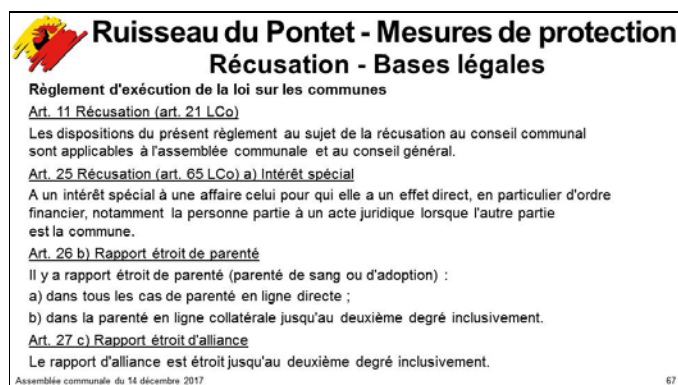 Ruisseau du Pontet - Mesures de protection
Récusation - Bases légales
Règlement d'exécution de la loi sur les communes
Art. 11 Récusation (art. 21 LCo)
Les dispositions du présent règlement au sujet de la récusation au conseil communal
sont applicables à l'assemblée communale et au conseil général.
Art. 25 Récusation (art. 65 LCo) a) Intérêt spécial
A un intérêt spécial à une affaire celui pour qui elle a un effet direct, en particulier d'ordre
financier, notamment la personne partie à un acte juridique lorsque l'autre partie
est la commune.
Art. 26 b) Rapport étroit de parenté
Il y a rapport étroit de parenté (parenté de sang ou d'adoption) :
a) dans tous les cas de parenté en ligne directe ;
b) dans la parenté en ligne collatérale jusqu'au deuxième degré inclusivement.
Art. 27 c) Rapport étroit d'alliance
Le rapport d'alliance est étroit jusqu'au deuxième degré inclusivement.
Assemblée communale du 14 décembre 2017 67